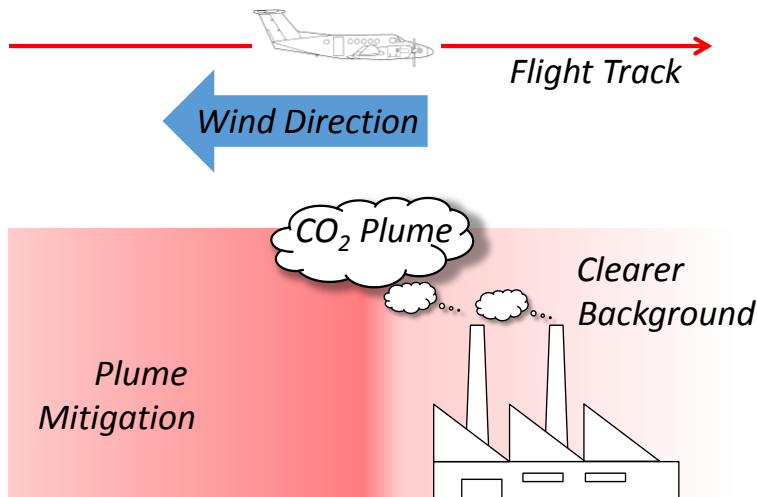 Flight Track
Wind Direction
CO₂ Plume
Clearer
Background
Plume
Mitigation